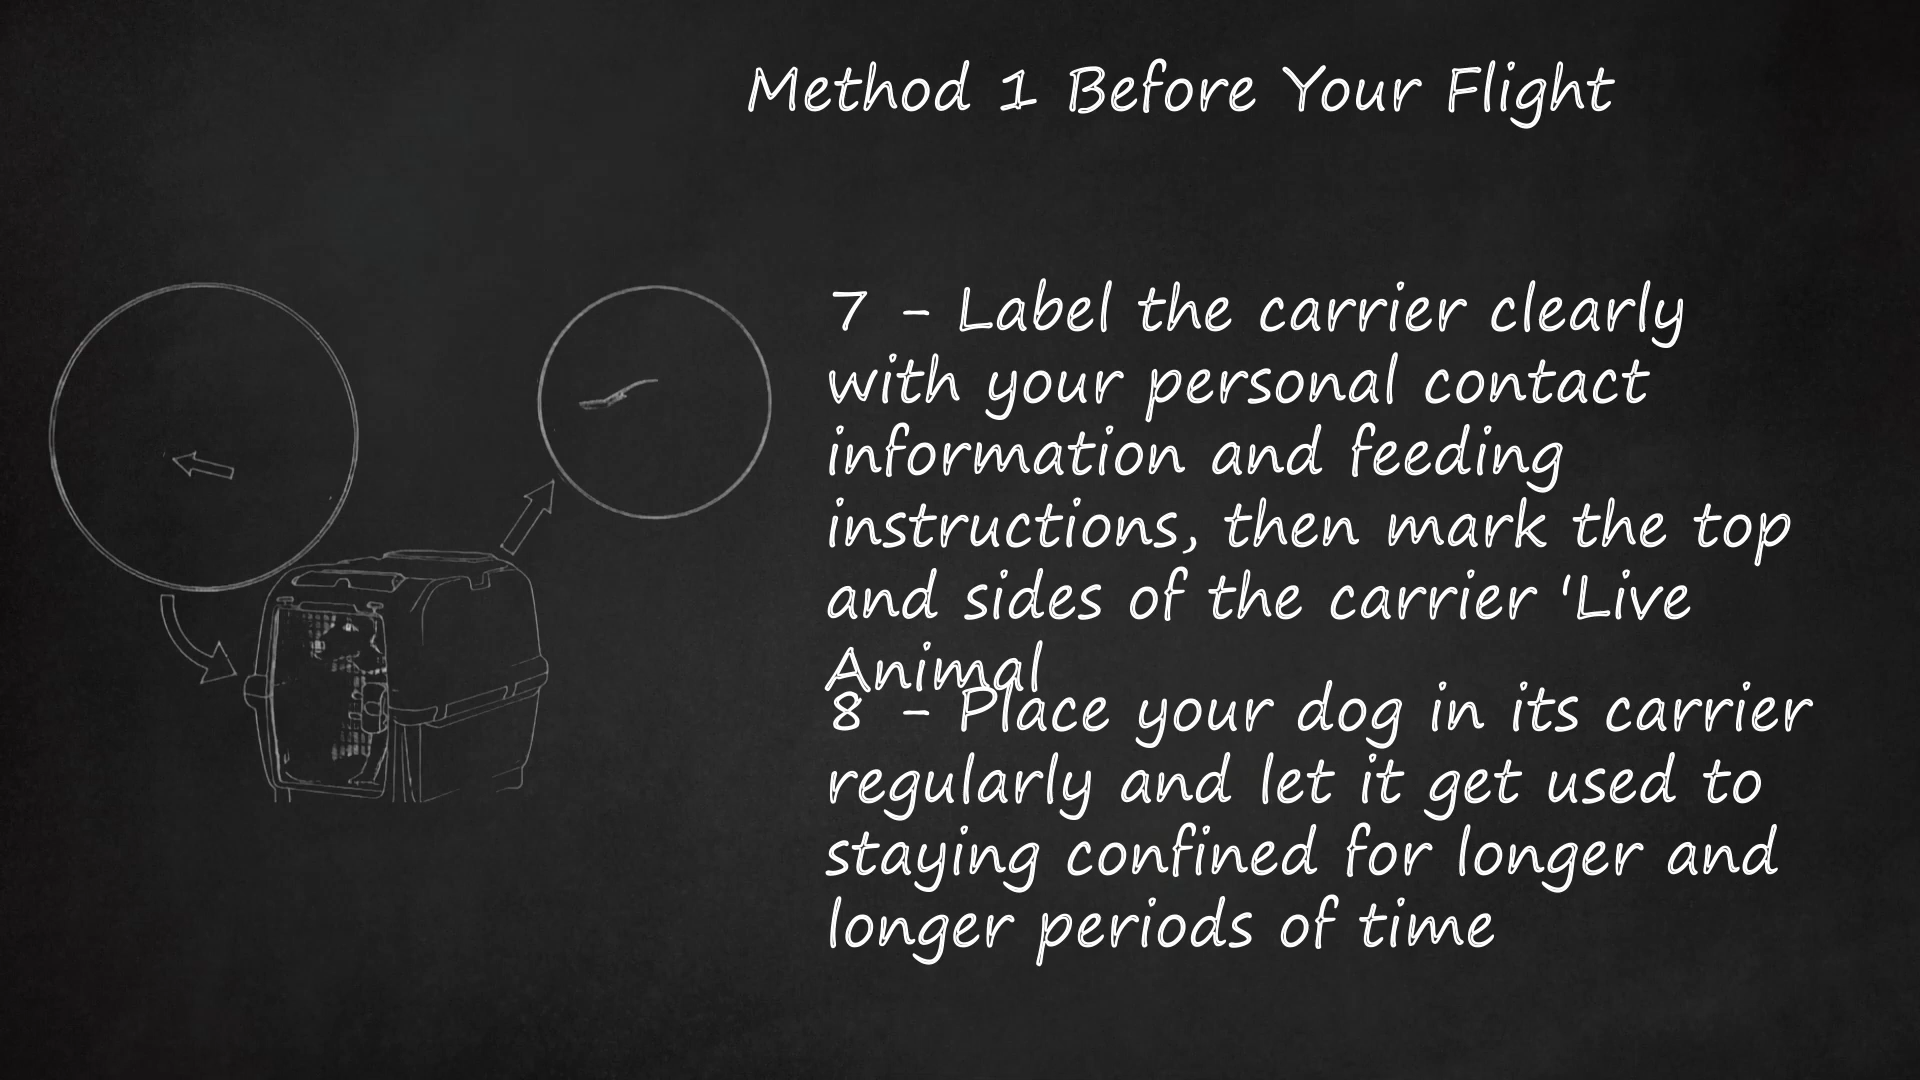 Method 1 Before Your Flight
7 - Label the carrier clearly
with your personal contact
information and feeding
instructions, then mark the top
and sides of the carrier 'Live
Animal
8 - Place your dog in its carrier
regularly and let it get used to
staying confined for longer and
longer periods of time